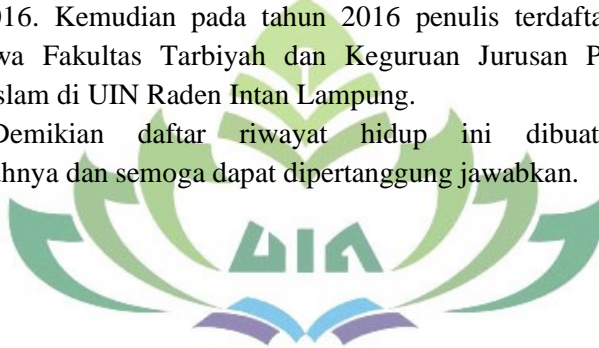 016. Kemudian pada tahun 2016 penulis terdafta
wa Fakultas Tarbiyah dan Keguruan Jurusan P
slam di UIN Raden Intan Lampung.
Demikian daftar riwayat hidup ini dibuat
hnya dan semoga dapat dipertanggung jawabkan.
UIN